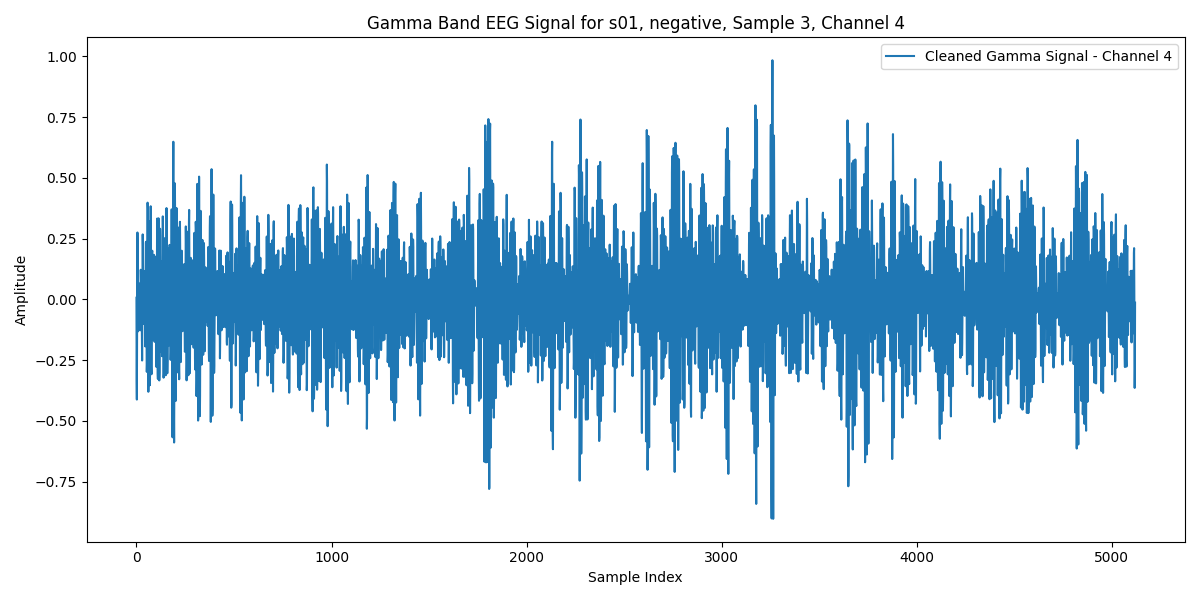 Gamma Band EEG Signal for s01, negative, Sample 3, Channel 4
Cleaned Gamma Signal - Channel 4
1.00
0.75
0.50
0.25
0.00
−0.25
−0.50
−0.75
Amplitude
0 1000 2000 3000 4000 5000
Sample Index